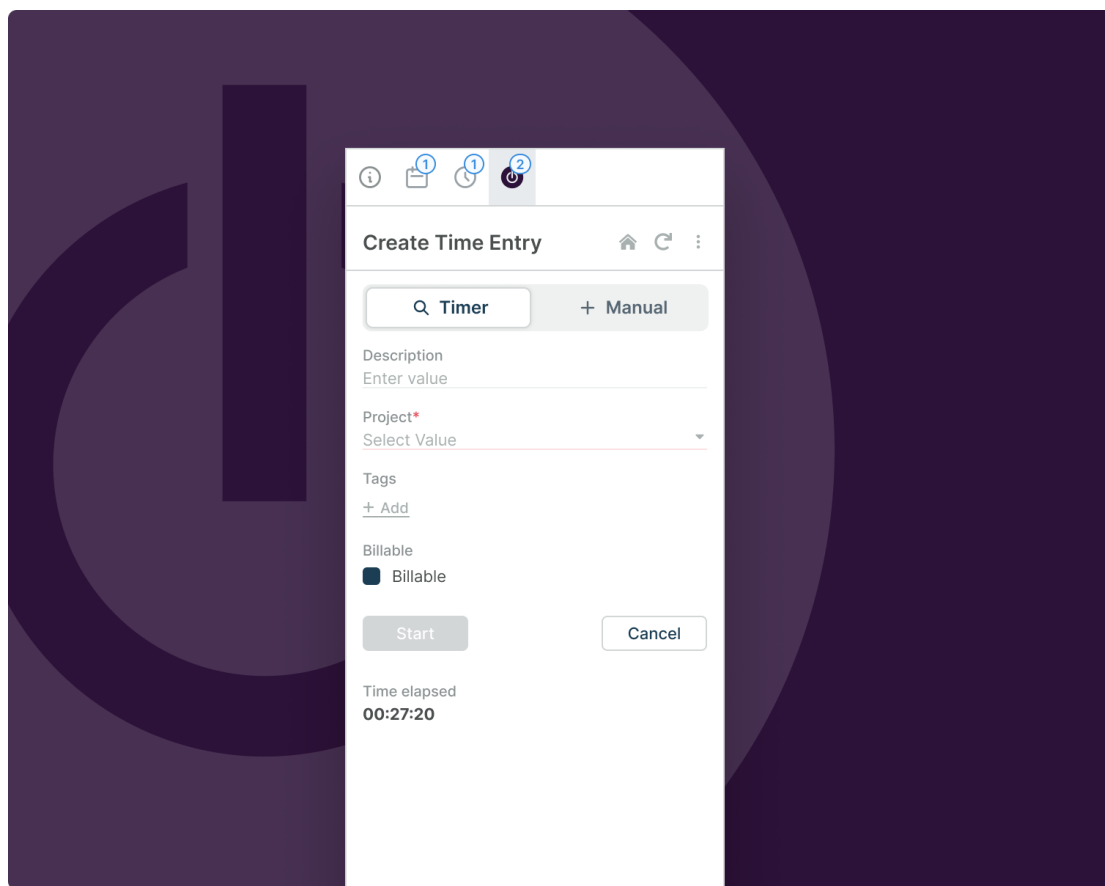 1 1 2
Create Time Entry
Timer + Manual
Description
Enter value
Project*
Select Value
Tags
+ Add
Billable
Billable
Start Cancel
Time elapsed
00:27:20